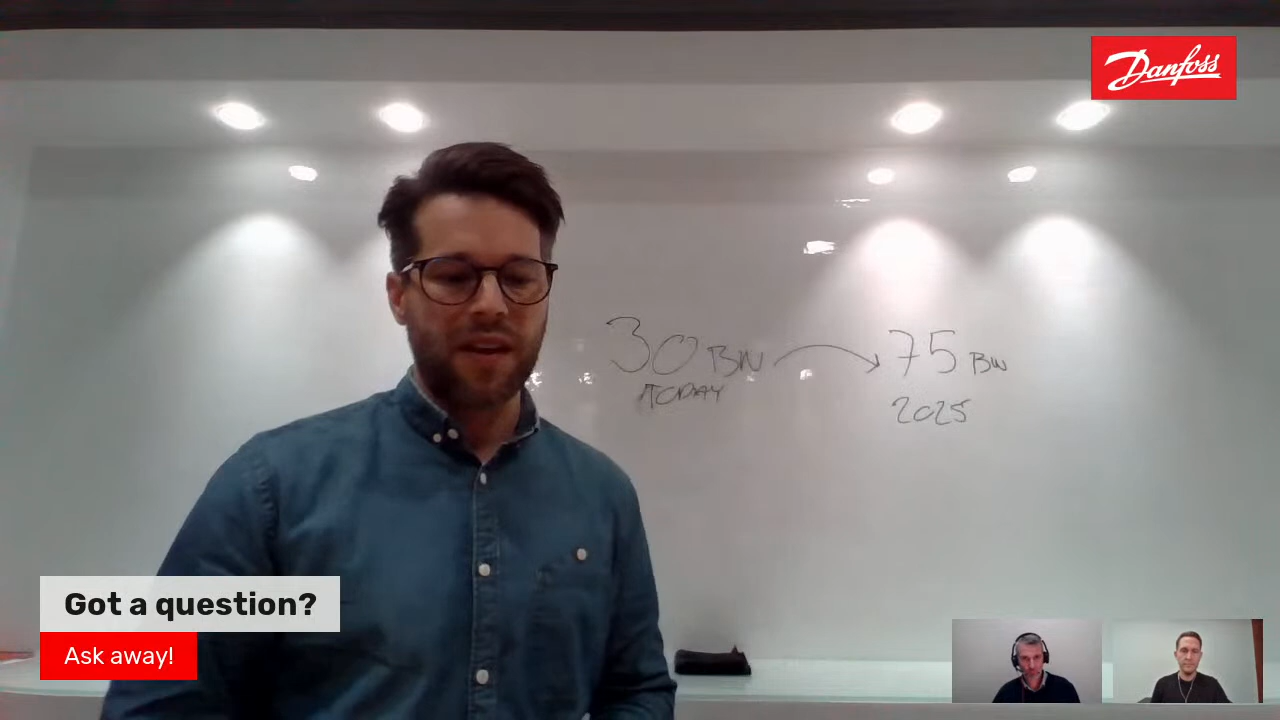 Danfoss
30 BN → 75 BN
TODAY 2025
Got a question?
Ask away!